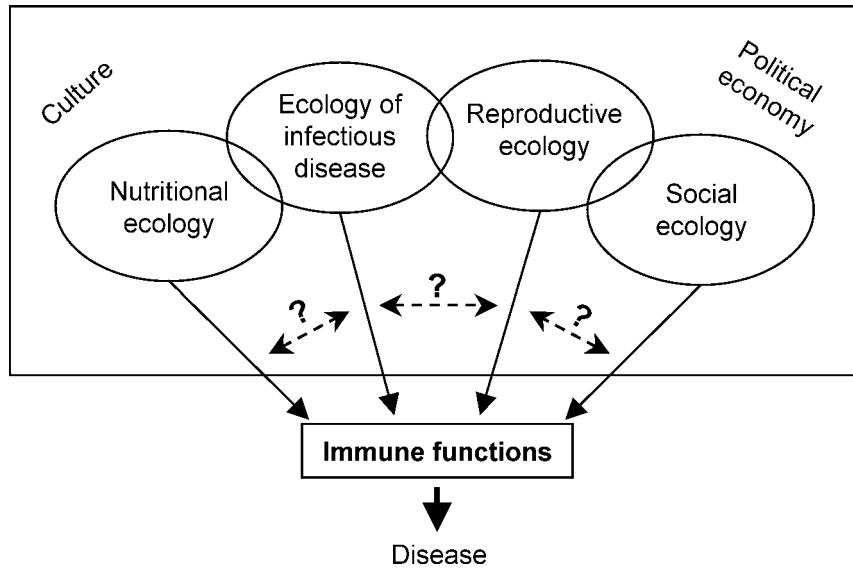 Culture
Ecology of
infectious
disease
Reproductive
ecology
Political
economy
Nutritional
ecology
Social
ecology
?
?
?
Immune functions
Disease